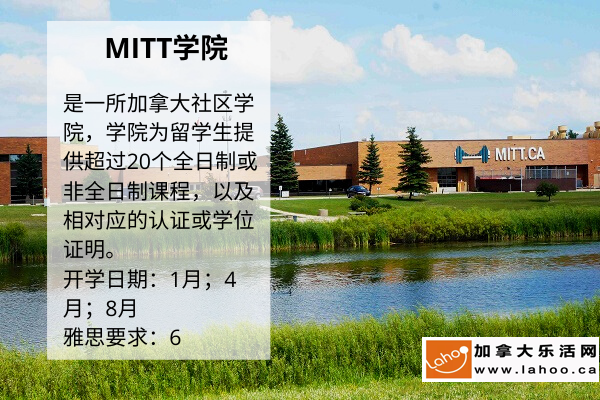 MITT学院
是一所加拿大社区学
院，学院为留学生提
供超过20个全日制或
非全日制课程，以及
相对应的认证或学位
证明。
开学日期：1月；4
月；8月
雅思要求：6
MITT.CA
Lahoo
加拿大乐活网
www.lahoo.ca